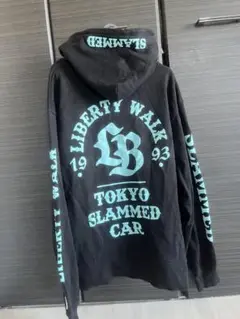 SLAMMED
LIBERTY WALK
19 LB 93
TOKYO
SLAMMED
CAR
LIBERTY WALK
SLAMMED